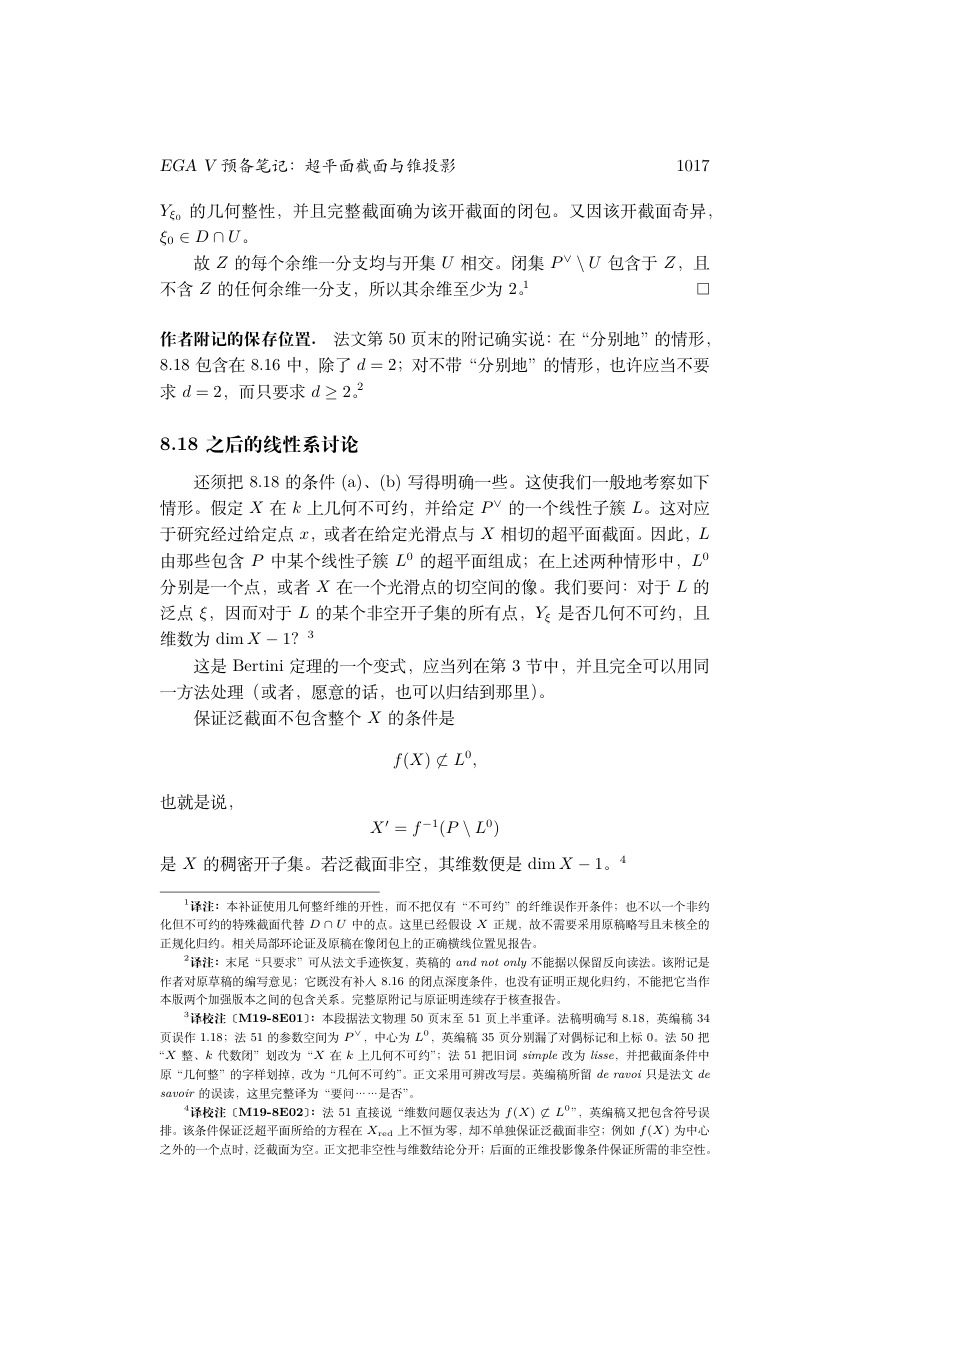 EGA V 预备笔记：超平面截面与锥投影 1017
Y_{ξ_0} 的几何整性，并且完整截面确为该开截面的闭包。又因该开截面奇异，
ξ_0 ∈ D ∩ U。
故 Z 的每个余维一分支均与开集 U 相交。闭集 P^∨ \ U 包含于 Z，且
不含 Z 的任何余维一分支，所以其余维至少为 2。¹ □
作者附记的保存位置． 法文第 50 页末的附记确实说：在 “分别地” 的情形，
8.18 包含在 8.16 中，除了 d = 2；对不带 “分别地” 的情形，也许应当不要
求 d = 2，而只要求 d ≥ 2。²
8.18 之后的线性系讨论
还须把 8.18 的条件 (a)、(b) 写得明确一些。这使我们一般地考察如下
情形。假定 X 在 k 上几何不可约，并给定 P^∨ 的一个线性子簇 L。这对应
于研究经过给定点 x，或者在给定光滑点与 X 相切的超平面截面。因此，L
由那些包含 P 中某个线性子簇 L⁰ 的超平面组成；在上述两种情形中，L⁰
分别是一个点，或者 X 在一个光滑点的切空间的像。我们要问：对于 L 的
泛点 ξ，因而对于 L 的某个非空开子集的所有点，Y_ξ 是否几何不可约，且
维数为 dim X − 1？³
这是 Bertini 定理的一个变式，应当列在第 3 节中，并且完全可以用同
一方法处理（或者，愿意的话，也可以归结到那里）。
保证泛截面不包含整个 X 的条件是
f(X) ⊄ L⁰,
也就是说，
X′ = f⁻¹(P \ L⁰)
是 X 的稠密开子集。若泛截面非空，其维数便是 dim X − 1。⁴
¹译注：本补证使用几何整纤维的开性，而不把仅有 “不可约” 的纤维误作开条件；也不以一个非约
化但不可约的特殊截面代替 D ∩ U 中的点。这里已经假设 X 正规，故不需要采用原稿略写且未核全的
正规化归约。相关局部环论证及原稿在像闭包上的正确横线位置见报告。
²译注：末尾 “只要求” 可从法文手迹恢复，英稿的 and not only 不能据以保留反向读法。该附记是
作者对原草稿的编写意见；它既没有补入 8.16 的闭点深度条件，也没有证明正规化归约，不能把它当作
本版两个加强版本之间的包含关系。完整原附记与原证明连续存于核查报告。
³译校注〔M19-8E01〕：本段据法文物理 50 页末至 51 页上半重译。法稿明确写 8.18，英编稿 34
页误作 1.18；法 51 的参数空间为 P^∨，中心为 L⁰，英编稿 35 页分别漏了对偶标记和上标 0。法 50 把
“X 整、k 代数闭” 划改为 “X 在 k 上几何不可约”；法 51 把旧词 simple 改为 lisse，并把截面条件中
原 “几何整” 的字样划掉，改为 “几何不可约”。正文采用可辨改写层。英编稿所留 de ravoi 只是法文 de
savoir 的误读，这里完整译为 “要问……是否”。
⁴译校注〔M19-8E02〕：法 51 直接说 “维数问题仅表达为 f(X) ⊄ L⁰”，英编稿又把包含符号误
排。该条件保证泛超平面所给的方程在 X_red 上不恒为零，却不单独保证泛截面非空；例如 f(X) 为中心
之外的一个点时，泛截面为空。正文把非空性与维数结论分开；后面的正维投影像条件保证所需的非空性。